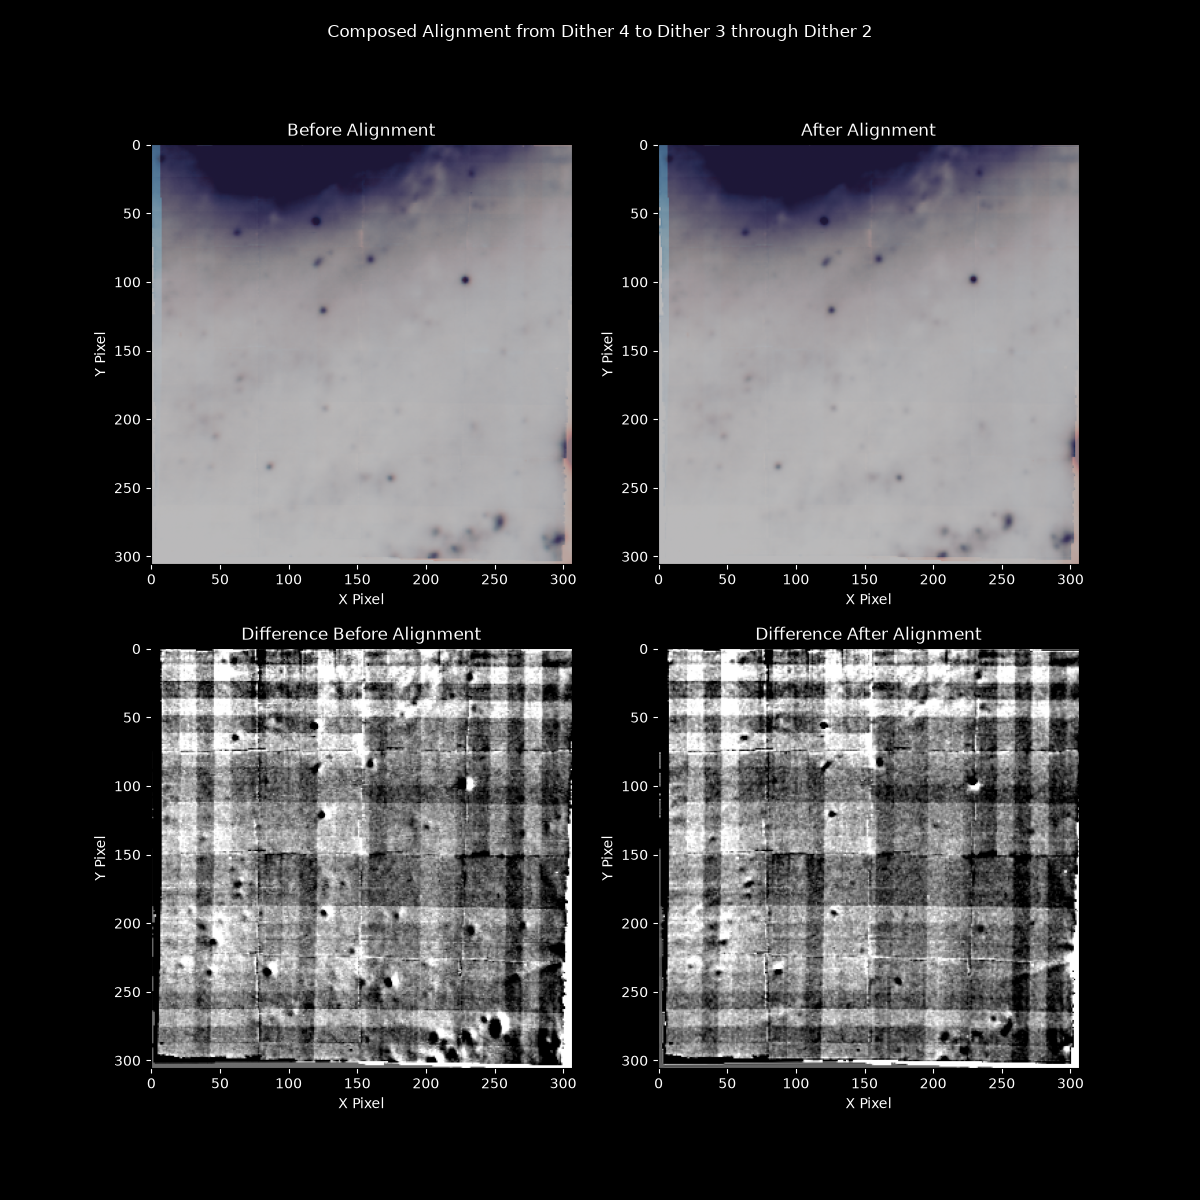 Composed Alignment from Dither 4 to Dither 3 through Dither 2
Before Alignment
After Alignment
0
50
100
150
200
250
300
Y Pixel
0 50 100 150 200 250 300
X Pixel
0
50
100
150
200
250
300
Y Pixel
0 50 100 150 200 250 300
X Pixel
Difference Before Alignment
Difference After Alignment
0
50
100
150
200
250
300
Y Pixel
0 50 100 150 200 250 300
X Pixel
0
50
100
150
200
250
300
Y Pixel
0 50 100 150 200 250 300
X Pixel